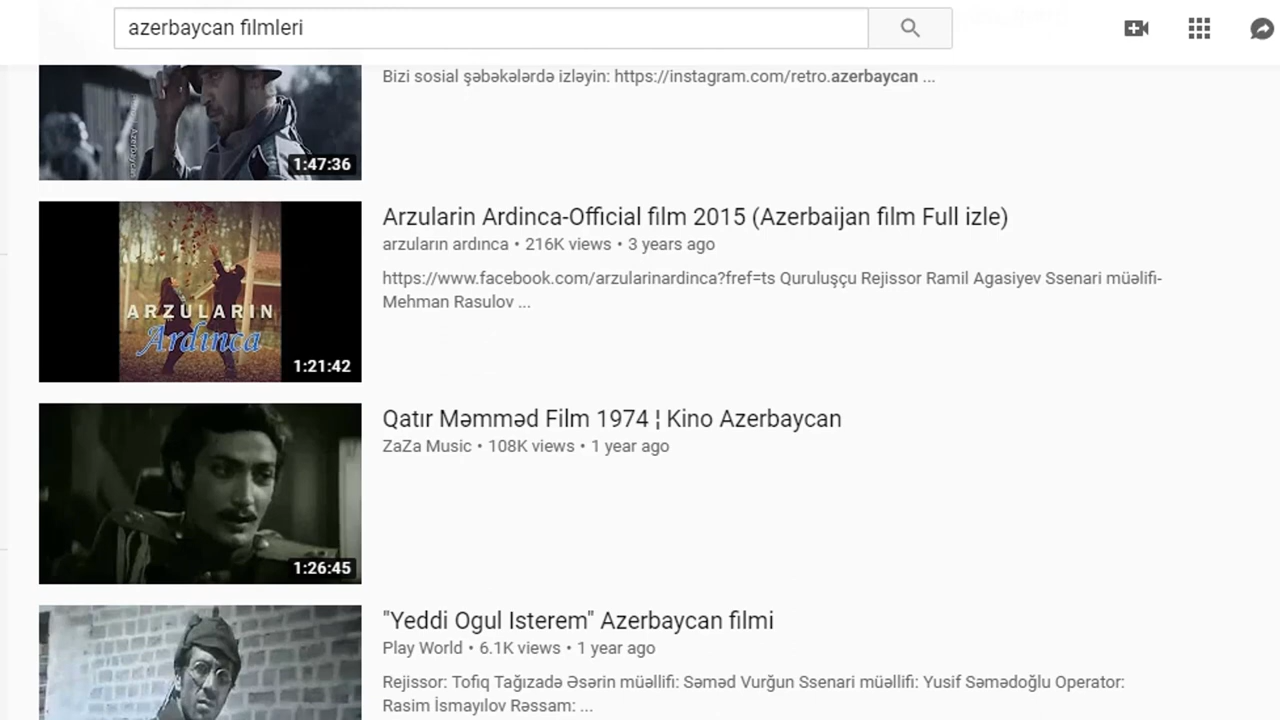 azerbaycan filmleri
Bizi sosial şəbəkələrdə izləyin: https://instagram.com/retro.azerbaycan ...
1:47:36
Arzularin Ardinca-Official film 2015 (Azerbaijan film Full izle)
arzuların ardınca • 216K views • 3 years ago
https://www.facebook.com/arzularinardinca?fref=ts Quruluşçu Rejissor Ramil Agasiyev Ssenari müəlifi-
Mehman Rasulov ...
ARZULARIN
Ardınca
1:21:42
Qatır Məmməd Film 1974 ¦ Kino Azerbaycan
ZaZa Music • 108K views • 1 year ago
1:26:45
"Yeddi Ogul Isterem" Azerbaycan filmi
Play World • 6.1K views • 1 year ago
Rejissor: Tofiq Tağızadə Əsərin müəllifi: Səməd Vurğun Ssenari müəllifi: Yusif Səmədoğlu Operator:
Rasim İsmayılov Rəssam: ...